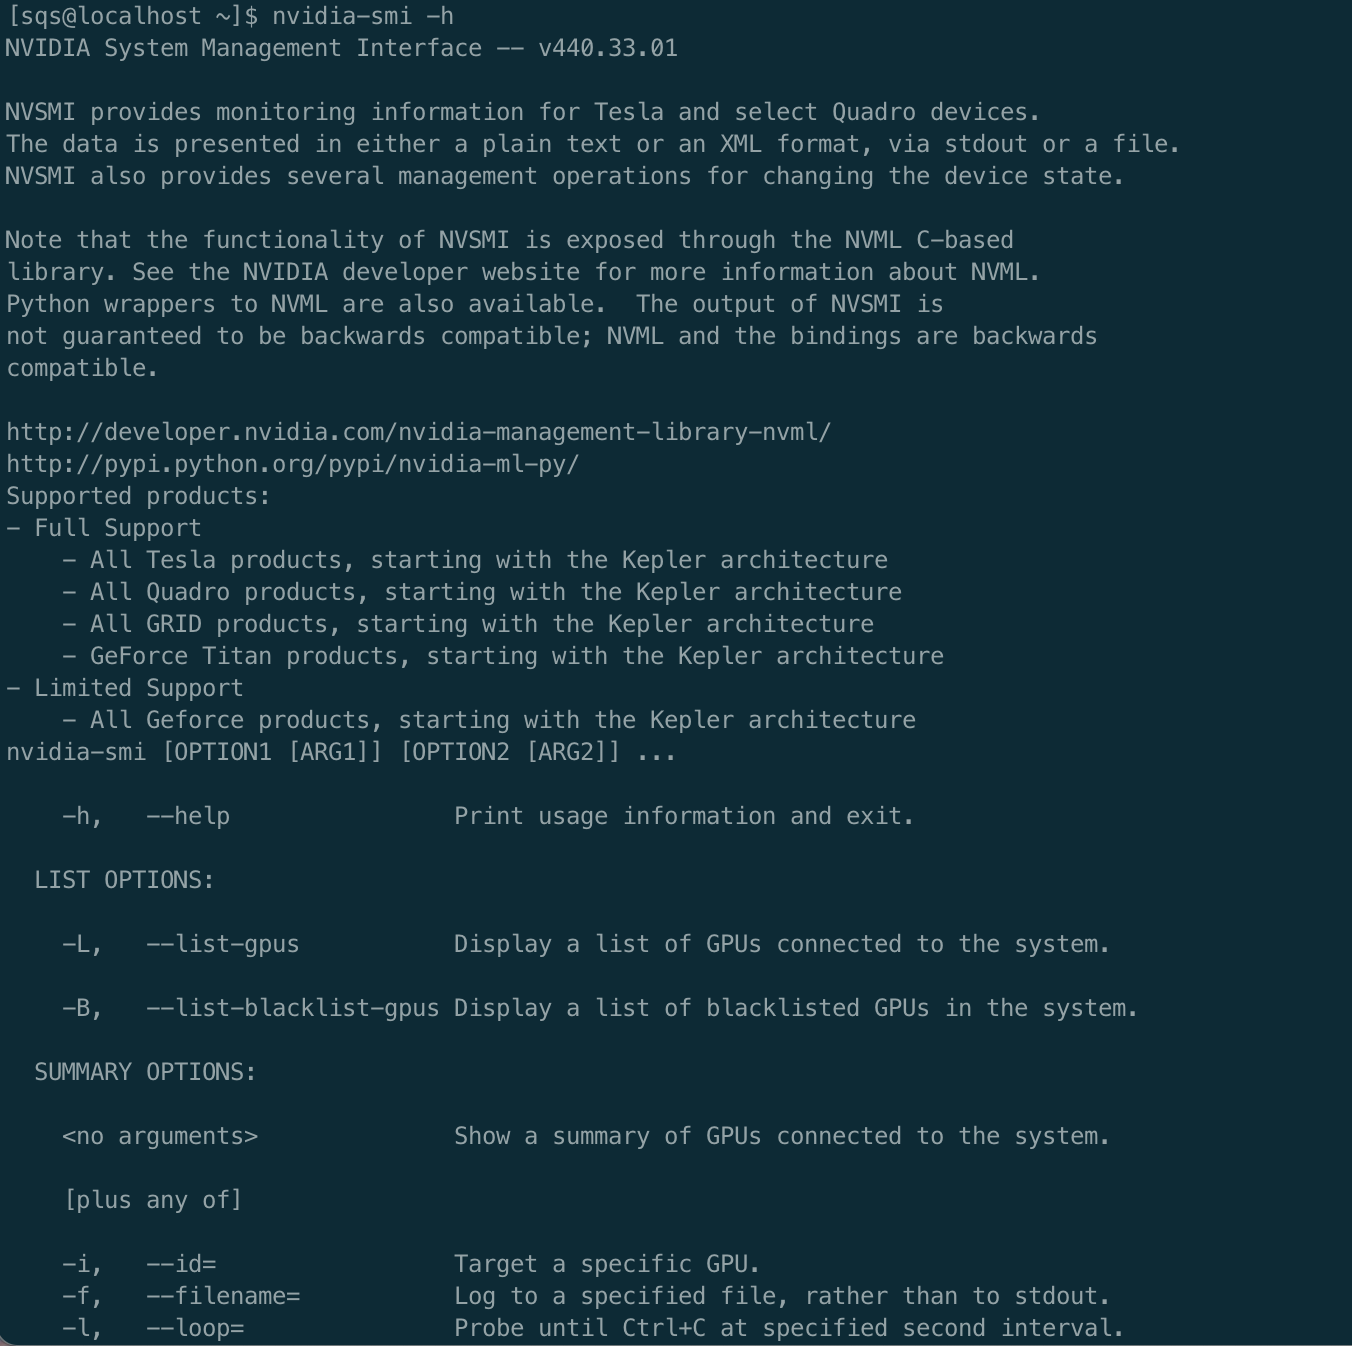 [sqs@localhost ~]$ nvidia-smi -h
NVIDIA System Management Interface -- v440.33.01

NVSMI provides monitoring information for Tesla and select Quadro devices.
The data is presented in either a plain text or an XML format, via stdout or a file.
NVSMI also provides several management operations for changing the device state.

Note that the functionality of NVSMI is exposed through the NVML C-based
library. See the NVIDIA developer website for more information about NVML.
Python wrappers to NVML are also available.  The output of NVSMI is
not guaranteed to be backwards compatible; NVML and the bindings are backwards
compatible.

http://developer.nvidia.com/nvidia-management-library-nvml/
http://pypi.python.org/pypi/nvidia-ml-py/
Supported products:
- Full Support
    - All Tesla products, starting with the Kepler architecture
    - All Quadro products, starting with the Kepler architecture
    - All GRID products, starting with the Kepler architecture
    - GeForce Titan products, starting with the Kepler architecture
- Limited Support
    - All Geforce products, starting with the Kepler architecture
nvidia-smi [OPTION1 [ARG1]] [OPTION2 [ARG2]] ...

    -h,   --help                Print usage information and exit.

  LIST OPTIONS:

    -L,   --list-gpus           Display a list of GPUs connected to the system.

    -B,   --list-blacklist-gpus Display a list of blacklisted GPUs in the system.

  SUMMARY OPTIONS:

    <no arguments>              Show a summary of GPUs connected to the system.

    [plus any of]

    -i,   --id=                 Target a specific GPU.
    -f,   --filename=           Log to a specified file, rather than to stdout.
    -l,   --loop=               Probe until Ctrl+C at specified second interval.